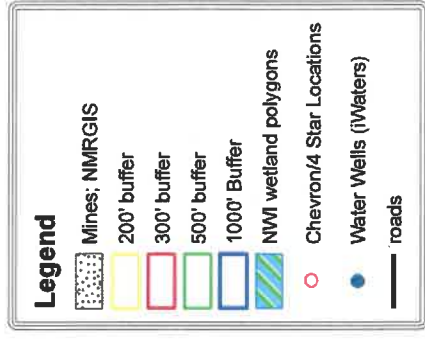 Legend
Mines; NMRGIS
200' buffer
300' buffer
500' buffer
1000' Buffer
NWI wetland polygons
Chevron/4 Star Locations
Water Wells (iWaters)
roads